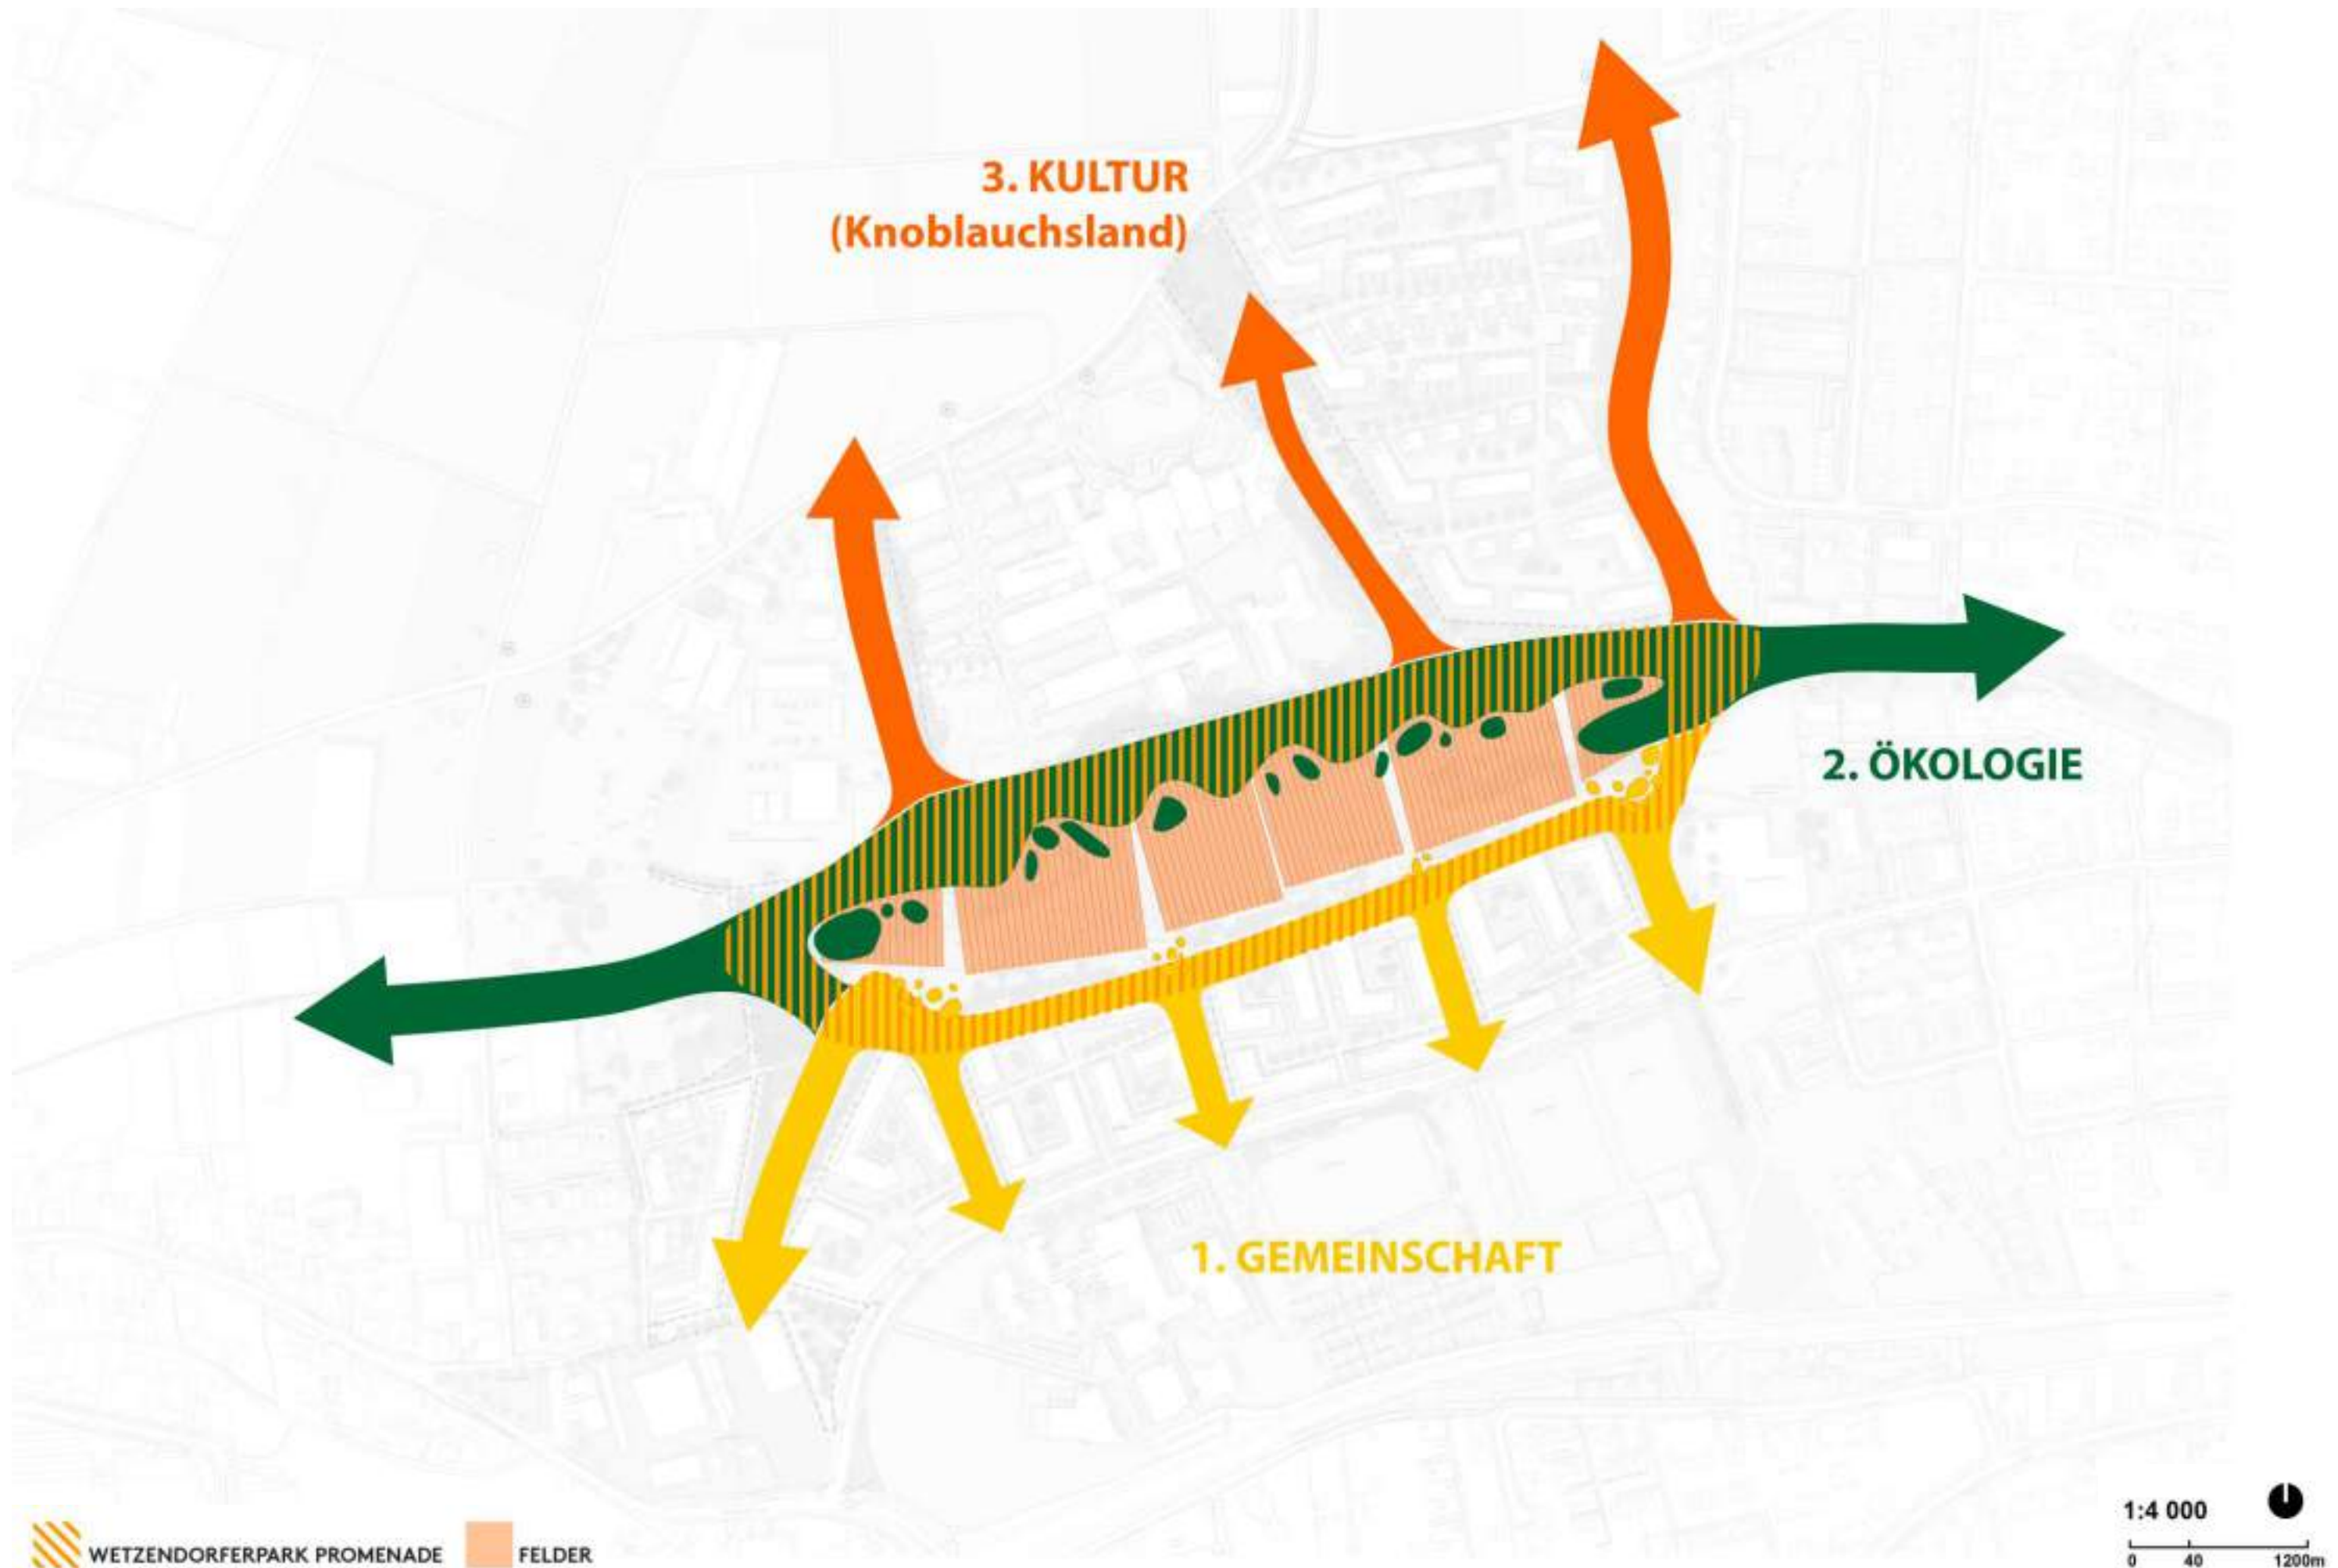 3. KULTUR
(Knoblauchsland)
2. ÖKOLOGIE
1. GEMEINSCHAFT
WETZENDORFERPARK PROMENADE
FELDER
1:4 000
0 40 1200m